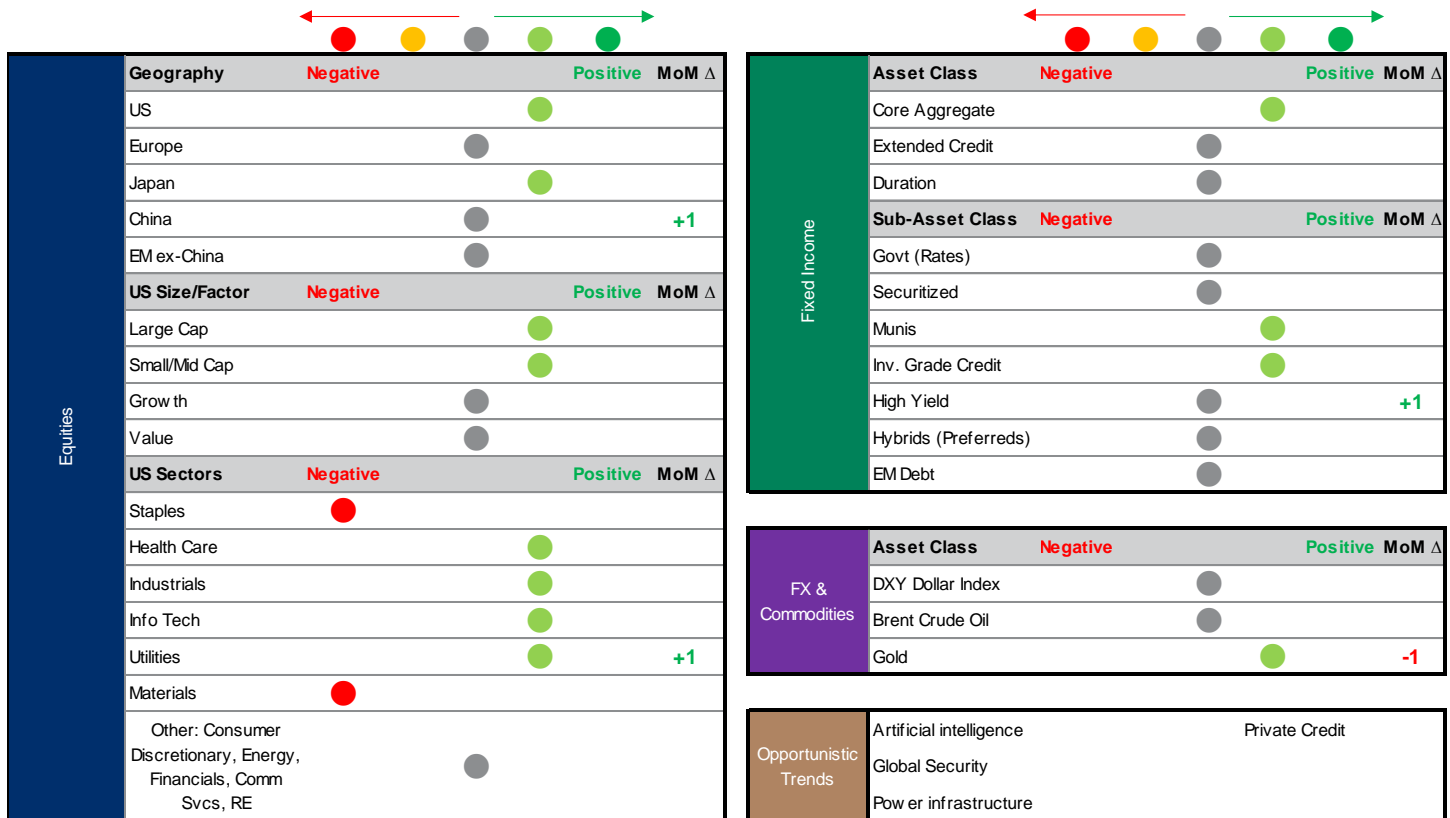 Equities
Geography Negative Positive MoM Δ
US
Europe
Japan
China +1
EM ex-China
US Size/Factor Negative Positive MoM Δ
Large Cap
Small/Mid Cap
Growth
Value
US Sectors Negative Positive MoM Δ
Staples
Health Care
Industrials
Info Tech
Utilities +1
Materials
Other: Consumer
Discretionary, Energy,
Financials, Comm
Svcs, RE
Fixed Income
Asset Class Negative Positive MoM Δ
Core Aggregate
Extended Credit
Duration
Sub-Asset Class Negative Positive MoM Δ
Govt (Rates)
Securitized
Munis
Inv. Grade Credit
High Yield +1
Hybrids (Preferreds)
EM Debt
FX &
Commodities
Asset Class Negative Positive MoM Δ
DXY Dollar Index
Brent Crude Oil
Gold -1
Opportunistic
Trends
Artificial intelligence Private Credit
Global Security
Power infrastructure